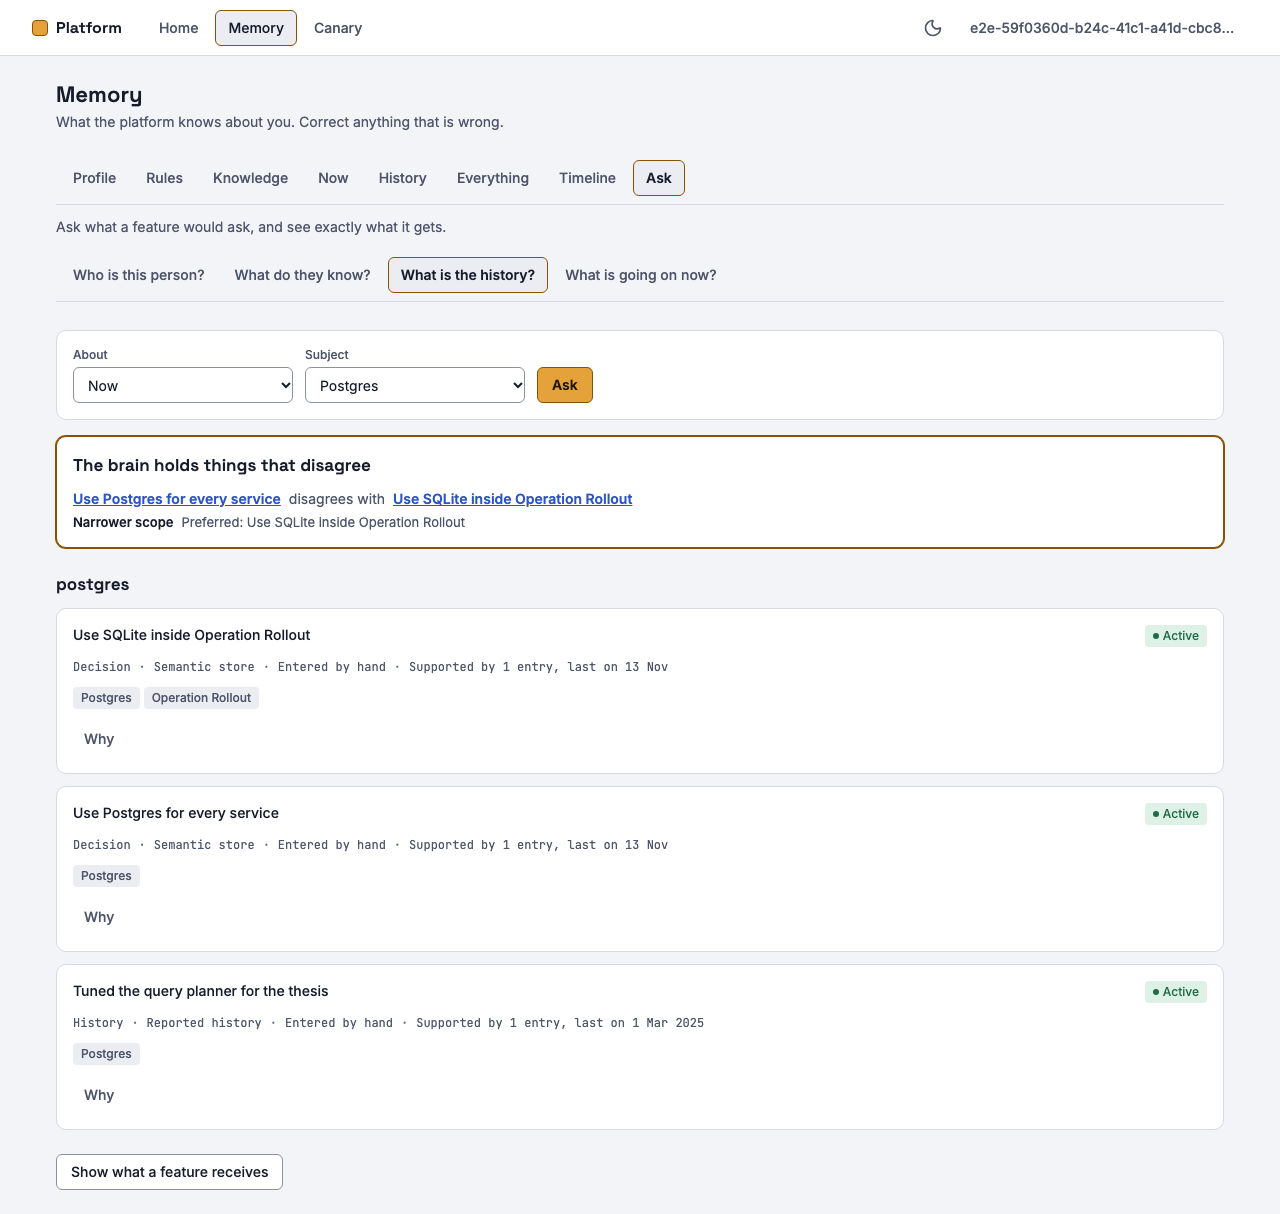 Platform Home Memory Canary e2e-59f0360d-b24c-41c1-a41d-cbc8...
Memory
What the platform knows about you. Correct anything that is wrong.
Profile Rules Knowledge Now History Everything Timeline Ask
Ask what a feature would ask, and see exactly what it gets.
Who is this person? What do they know? What is the history? What is going on now?
About Subject
Now Postgres Ask
The brain holds things that disagree
Use Postgres for every service disagrees with Use SQLite inside Operation Rollout
Narrower scope Preferred: Use SQLite inside Operation Rollout
postgres
Use SQLite inside Operation Rollout Active
Decision · Semantic store · Entered by hand · Supported by 1 entry, last on 13 Nov
Postgres Operation Rollout
Why
Use Postgres for every service Active
Decision · Semantic store · Entered by hand · Supported by 1 entry, last on 13 Nov
Postgres
Why
Tuned the query planner for the thesis Active
History · Reported history · Entered by hand · Supported by 1 entry, last on 1 Mar 2025
Postgres
Why
Show what a feature receives